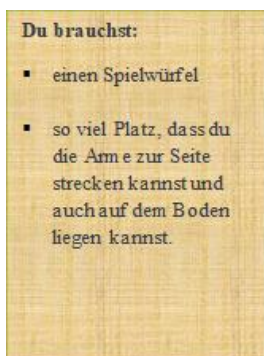 Du brauchst:
▪ einen Spielwürfel
▪ so viel Platz, dass du
die Arme zur Seite
strecken kannst und
auch auf dem Boden
liegen kannst.